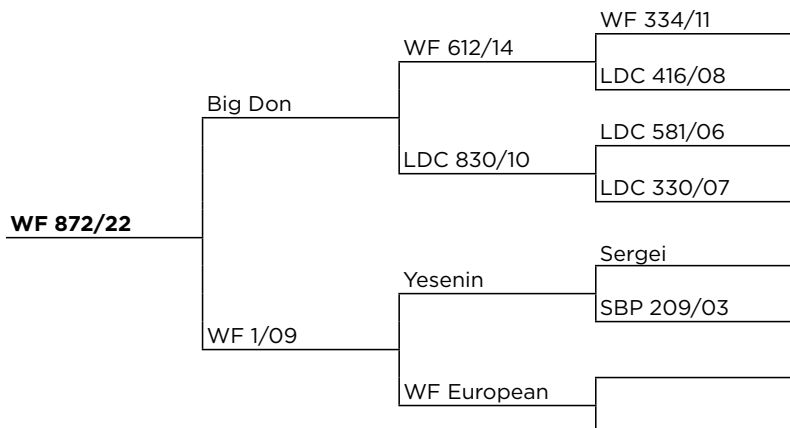 WF 334/11
WF 612/14
LDC 416/08
Big Don
LDC 581/06
LDC 830/10
LDC 330/07
WF 872/22
Sergei
Yesenin
SBP 209/03
WF 1/09
WF European